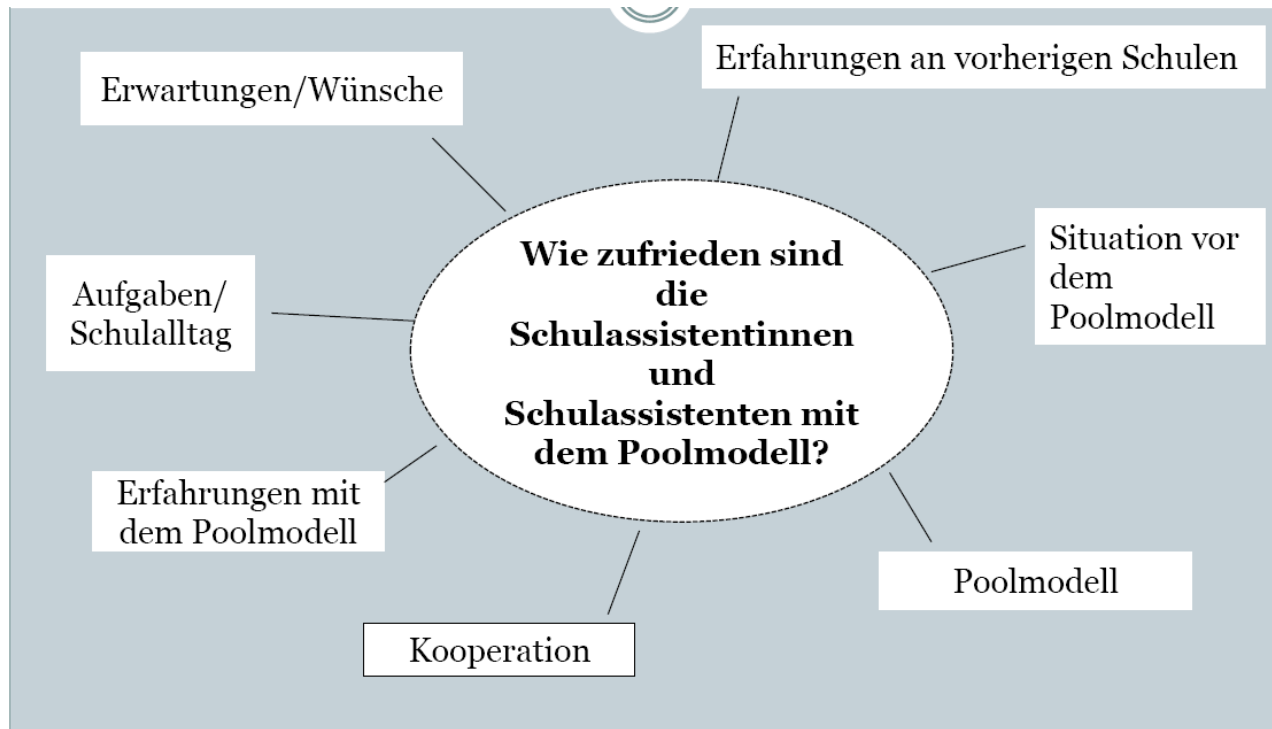 Erwartungen/Wünsche
Erfahrungen an vorherigen Schulen
Wie zufrieden sind
die
Schulassistentinnen
und
Schulassistenten mit
dem Poolmodell?
Situation vor
dem
Poolmodell
Aufgaben/
Schulalltag
Erfahrungen mit
dem Poolmodell
Poolmodell
Kooperation